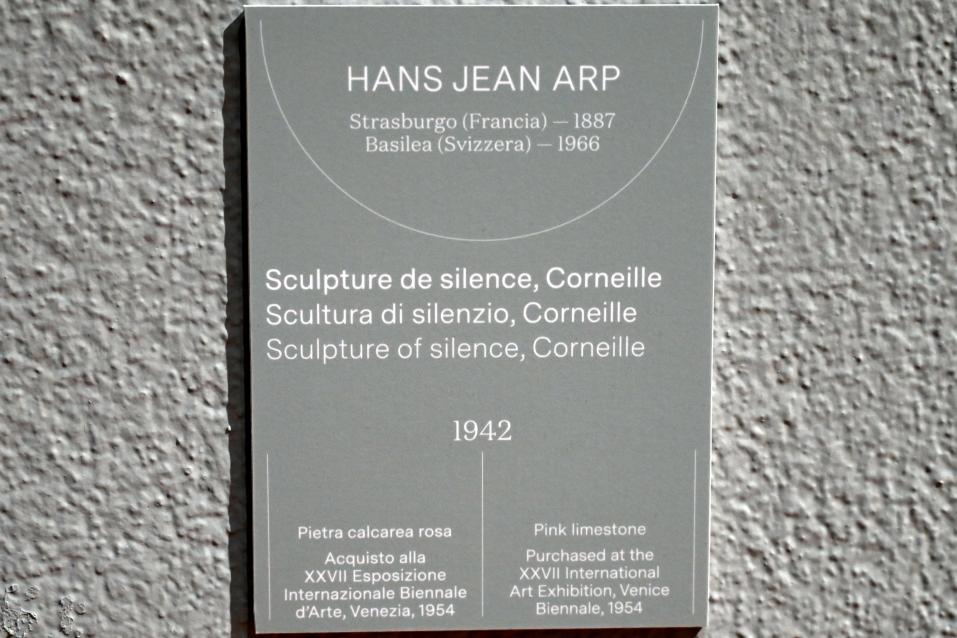 HANS JEAN ARP
Strasburgo (Francia) — 1887
Basilea (Svizzera) — 1966
Sculpture de silence, Corneille
Scultura di silenzio, Corneille
Sculpture of silence, Corneille
1942
Pietra calcarea rosa
Acquisto alla
XXVII Esposizione
Internazionale Biennale
d'Arte, Venezia, 1954
Pink limestone
Purchased at the
XXVII International
Art Exhibition, Venice
Biennale, 1954